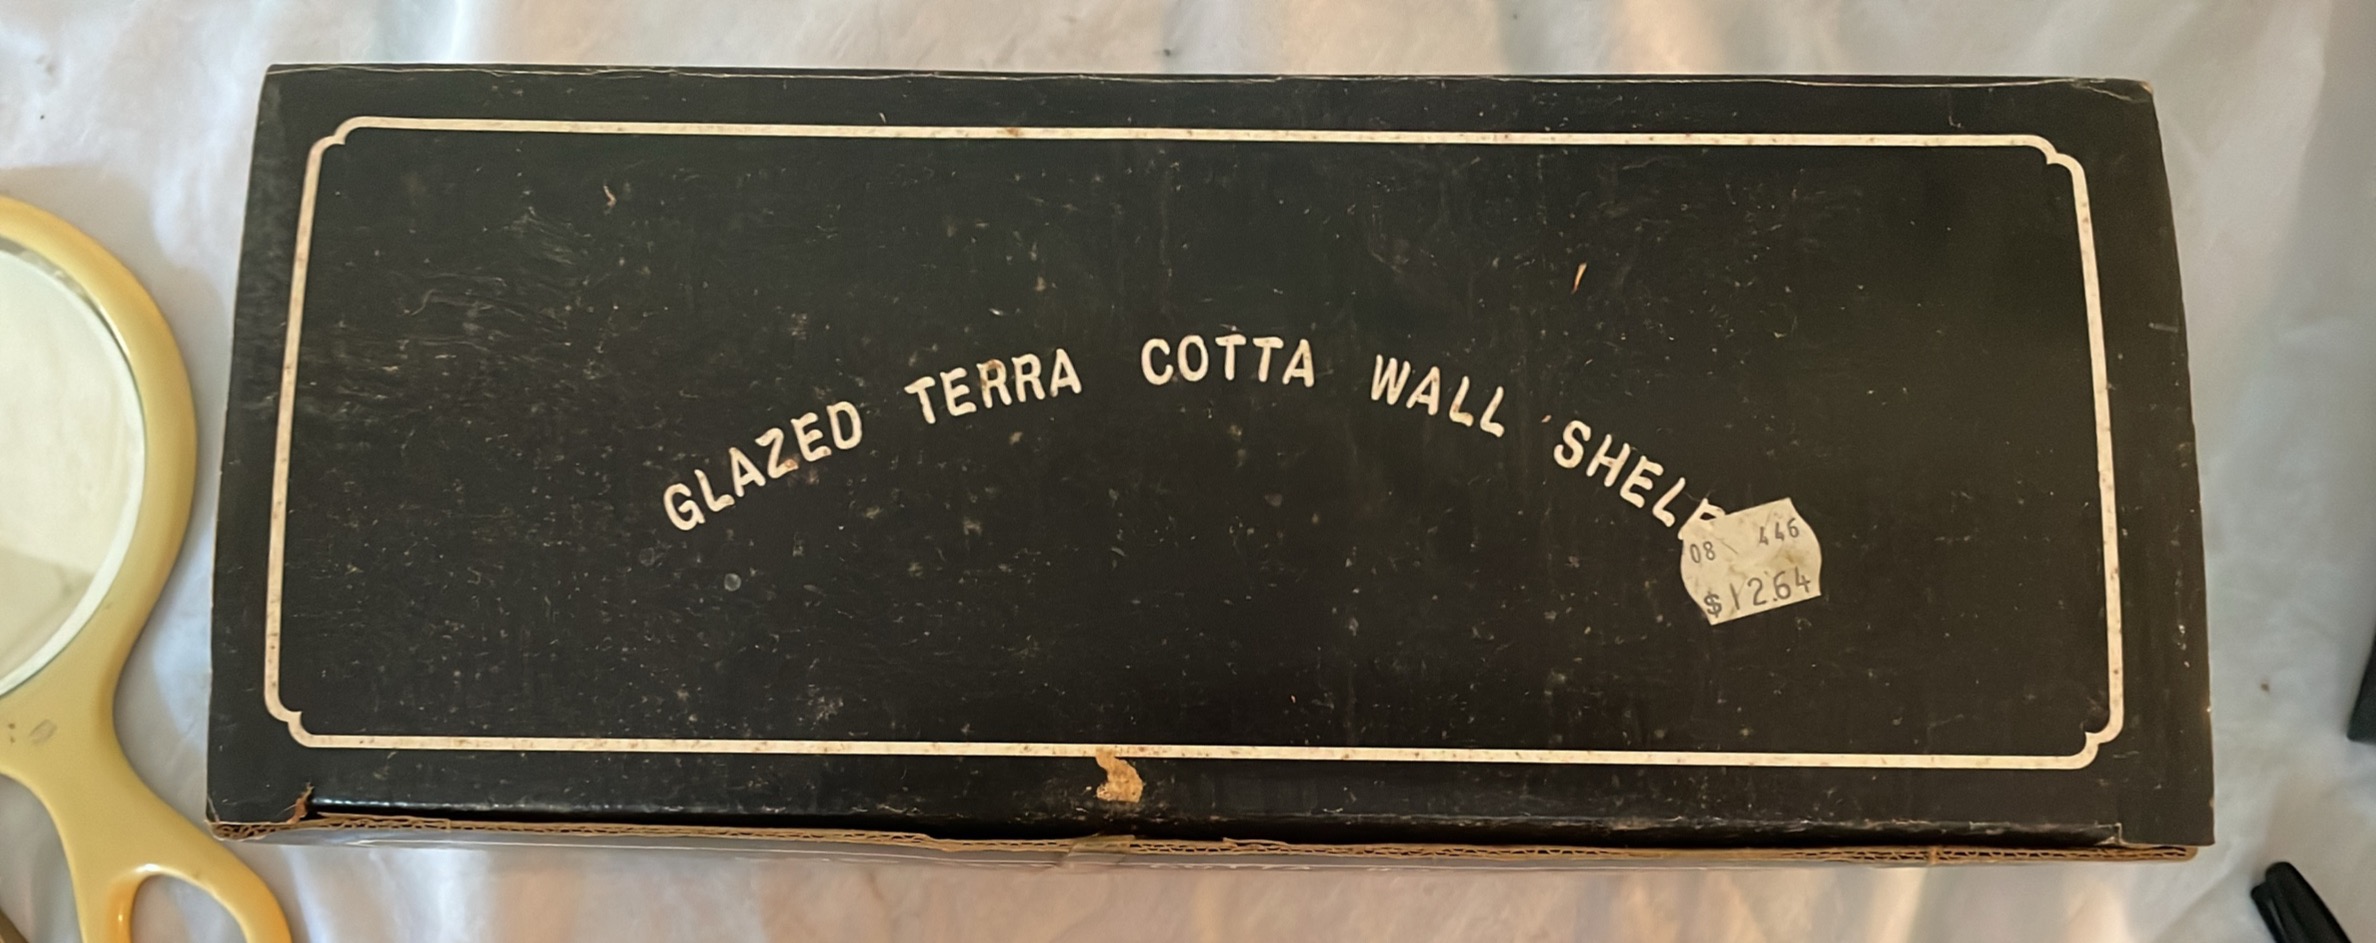 GLAZED TERRA COTTA WALL SHELF
08 446
$12.64